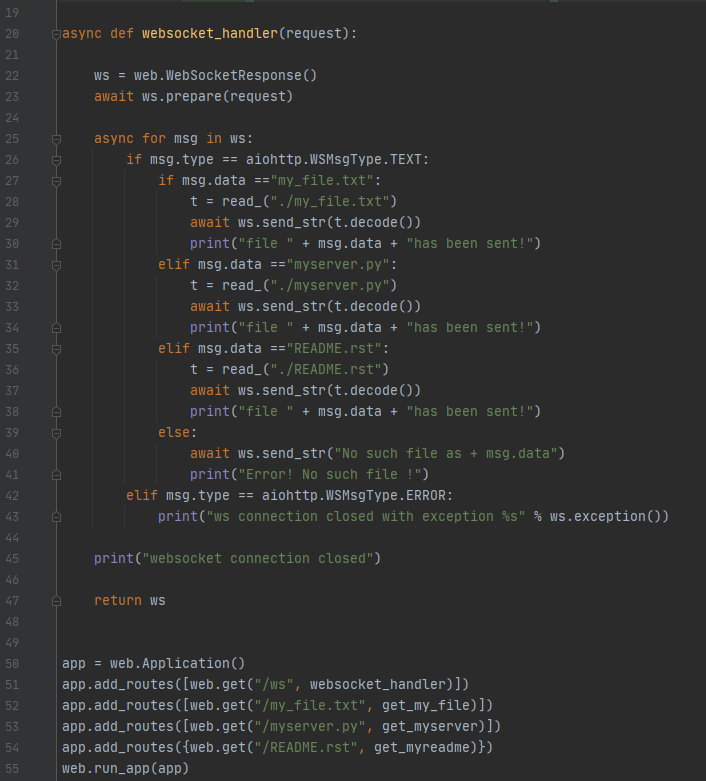 19
20 async def websocket_handler(request):
21
22     ws = web.WebSocketResponse()
23     await ws.prepare(request)
24
25     async for msg in ws:
26         if msg.type == aiohttp.WSMsgType.TEXT:
27             if msg.data =="my_file.txt":
28                 t = read_("./my_file.txt")
29                 await ws.send_str(t.decode())
30                 print("file " + msg.data + "has been sent!")
31             elif msg.data =="myserver.py":
32                 t = read_("./myserver.py")
33                 await ws.send_str(t.decode())
34                 print("file " + msg.data + "has been sent!")
35             elif msg.data =="README.rst":
36                 t = read_("./README.rst")
37                 await ws.send_str(t.decode())
38                 print("file " + msg.data + "has been sent!")
39             else:
40                 await ws.send_str("No such file as + msg.data")
41                 print("Error! No such file !")
42         elif msg.type == aiohttp.WSMsgType.ERROR:
43             print("ws connection closed with exception %s" % ws.exception())
44
45     print("websocket connection closed")
46
47     return ws
48
49
50 app = web.Application()
51 app.add_routes([web.get("/ws", websocket_handler)])
52 app.add_routes([web.get("/my_file.txt", get_my_file)])
53 app.add_routes([web.get("/myserver.py", get_myserver)])
54 app.add_routes({web.get("/README.rst", get_myreadme)})
55 web.run_app(app)